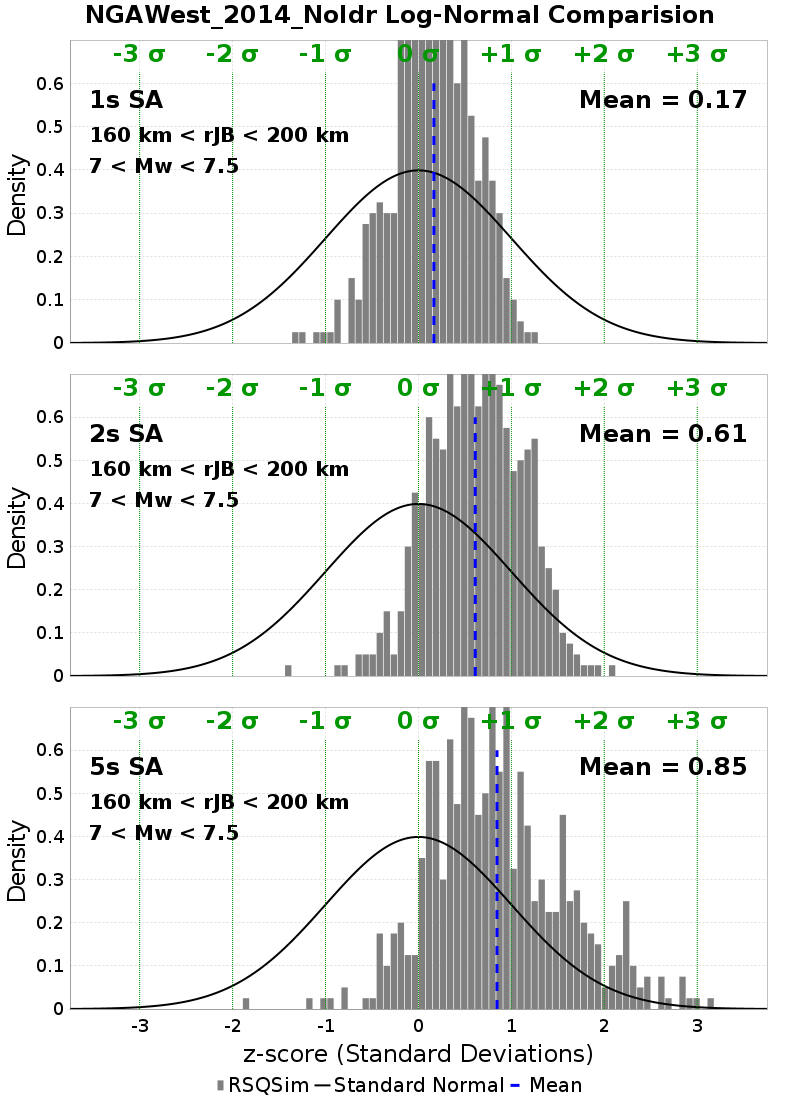 NGAWest_2014_NoIdr Log-Normal Comparision
-3 σ -2 σ -1 σ 0 σ +1 σ +2 σ +3 σ
1s SA Mean = 0.17
160 km < rJB < 200 km
7 < Mw < 7.5
Density
0.6
0.5
0.4
0.3
0.2
0.1
0
-3 σ -2 σ -1 σ 0 σ +1 σ +2 σ +3 σ
2s SA Mean = 0.61
160 km < rJB < 200 km
7 < Mw < 7.5
Density
0.6
0.5
0.4
0.3
0.2
0.1
0
-3 σ -2 σ -1 σ 0 σ +1 σ +2 σ +3 σ
5s SA Mean = 0.85
160 km < rJB < 200 km
7 < Mw < 7.5
Density
0.6
0.5
0.4
0.3
0.2
0.1
0
-3 -2 -1 0 1 2 3
z-score (Standard Deviations)
RSQSim Standard Normal Mean